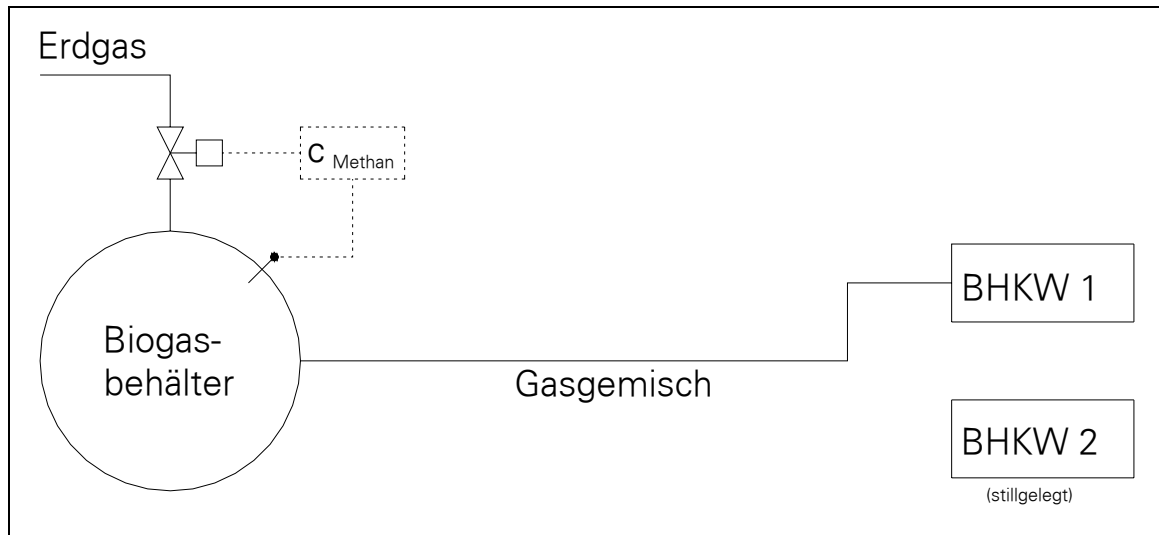 Erdgas
C Methan
Biogas-
behälter
Gasgemisch
BHKW 1
BHKW 2
(stillgelegt)